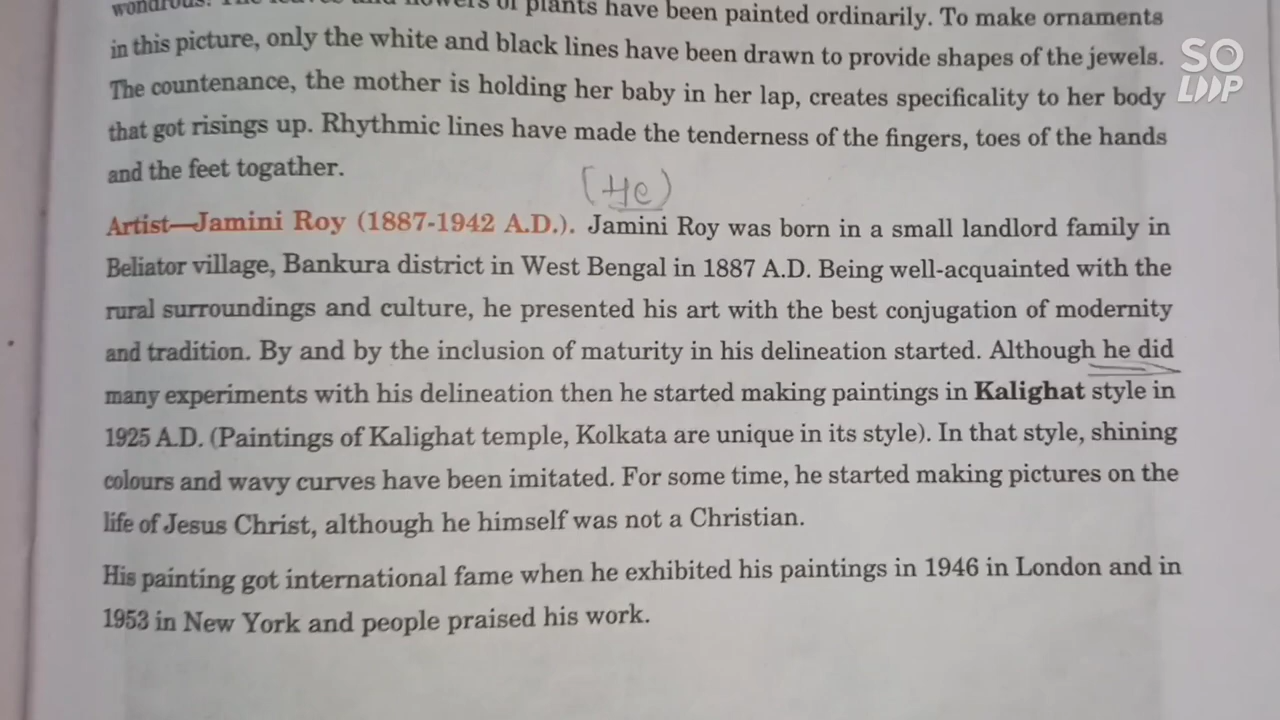 wondrous. The leaves and flowers of plants have been painted ordinarily. To make ornaments
in this picture, only the white and black lines have been drawn to provide shapes of the jewels.
The countenance, the mother is holding her baby in her lap, creates specificality to her body
that got risings up. Rhythmic lines have made the tenderness of the fingers, toes of the hands
and the feet togather.
(He)
Artist—Jamini Roy (1887-1942 A.D.). Jamini Roy was born in a small landlord family in
Beliator village, Bankura district in West Bengal in 1887 A.D. Being well-acquainted with the
rural surroundings and culture, he presented his art with the best conjugation of modernity
and tradition. By and by the inclusion of maturity in his delineation started. Although he did
many experiments with his delineation then he started making paintings in Kalighat style in
1925 A.D. (Paintings of Kalighat temple, Kolkata are unique in its style). In that style, shining
colours and wavy curves have been imitated. For some time, he started making pictures on the
life of Jesus Christ, although he himself was not a Christian.
His painting got international fame when he exhibited his paintings in 1946 in London and in
1953 in New York and people praised his work.
SO
LOOP